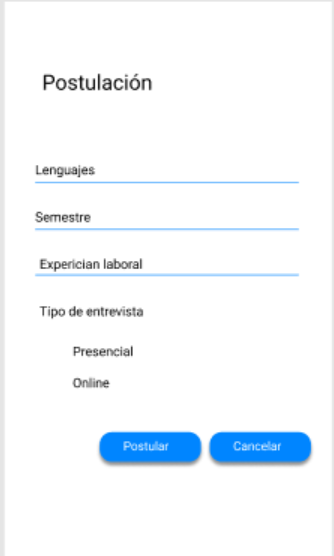 Postulación
Lenguajes
Semestre
Experician laboral
Tipo de entrevista
Presencial
Online
Postular Cancelar